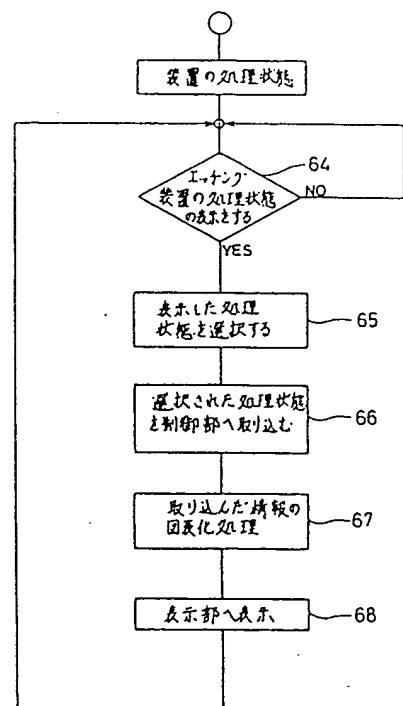 装置の処理状態
エッチング
装置の処理状態
の表示をする
64
NO
YES
表示した処理
状態を選択する
65
選択された処理状態
を制御部へ取り込む
66
取り込んだ情報の
図表化処理
67
表示部へ表示
68